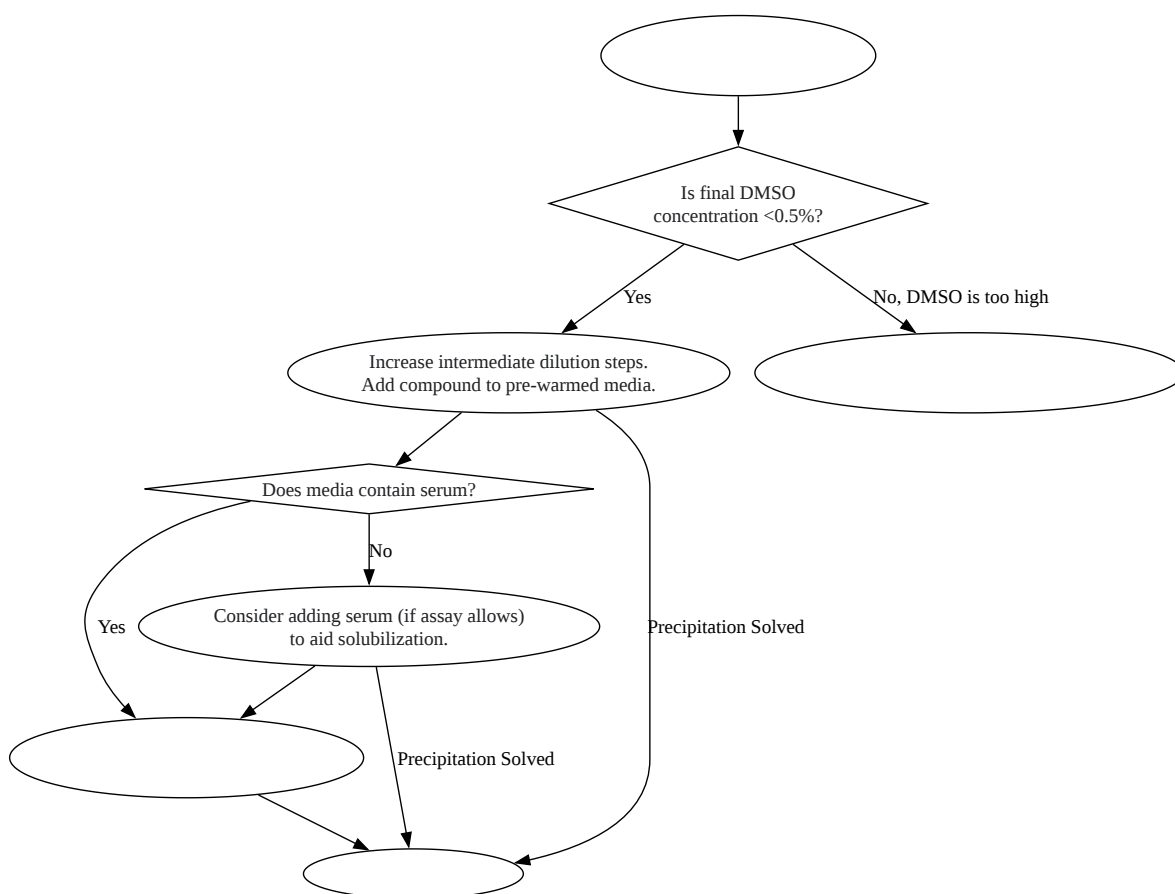 Is final DMSO
concentration <0.5%?
Yes
No, DMSO is too high
Increase intermediate dilution steps.
Add compound to pre-warmed media.
Does media contain serum?
No
Consider adding serum (if assay allows)
to aid solubilization.
Yes
Precipitation Solved
Precipitation Solved